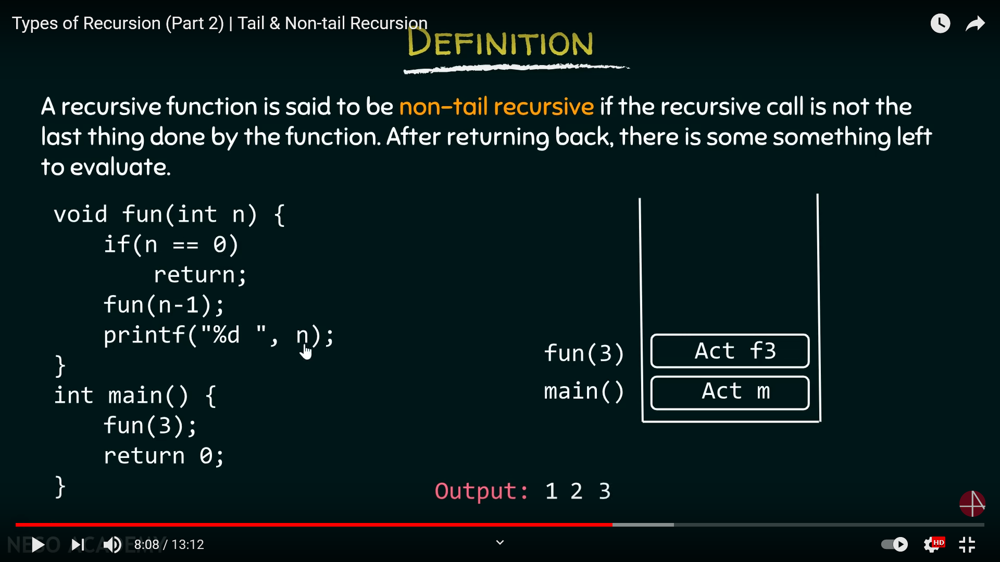 Types of Recursion (Part 2) | Tail & Non-tail Recursion
DEFINITION
A recursive function is said to be non-tail recursive if the recursive call is not the
last thing done by the function. After returning back, there is some something left
to evaluate.
void fun(int n) {
if(n == 0)
return;
fun(n-1);
printf("%d ", n);
}
int main() {
fun(3);
return 0;
}
fun(3) Act f3
main() Act m
Output: 1 2 3
NESO ACADEMY
8:08 / 13:12
HD